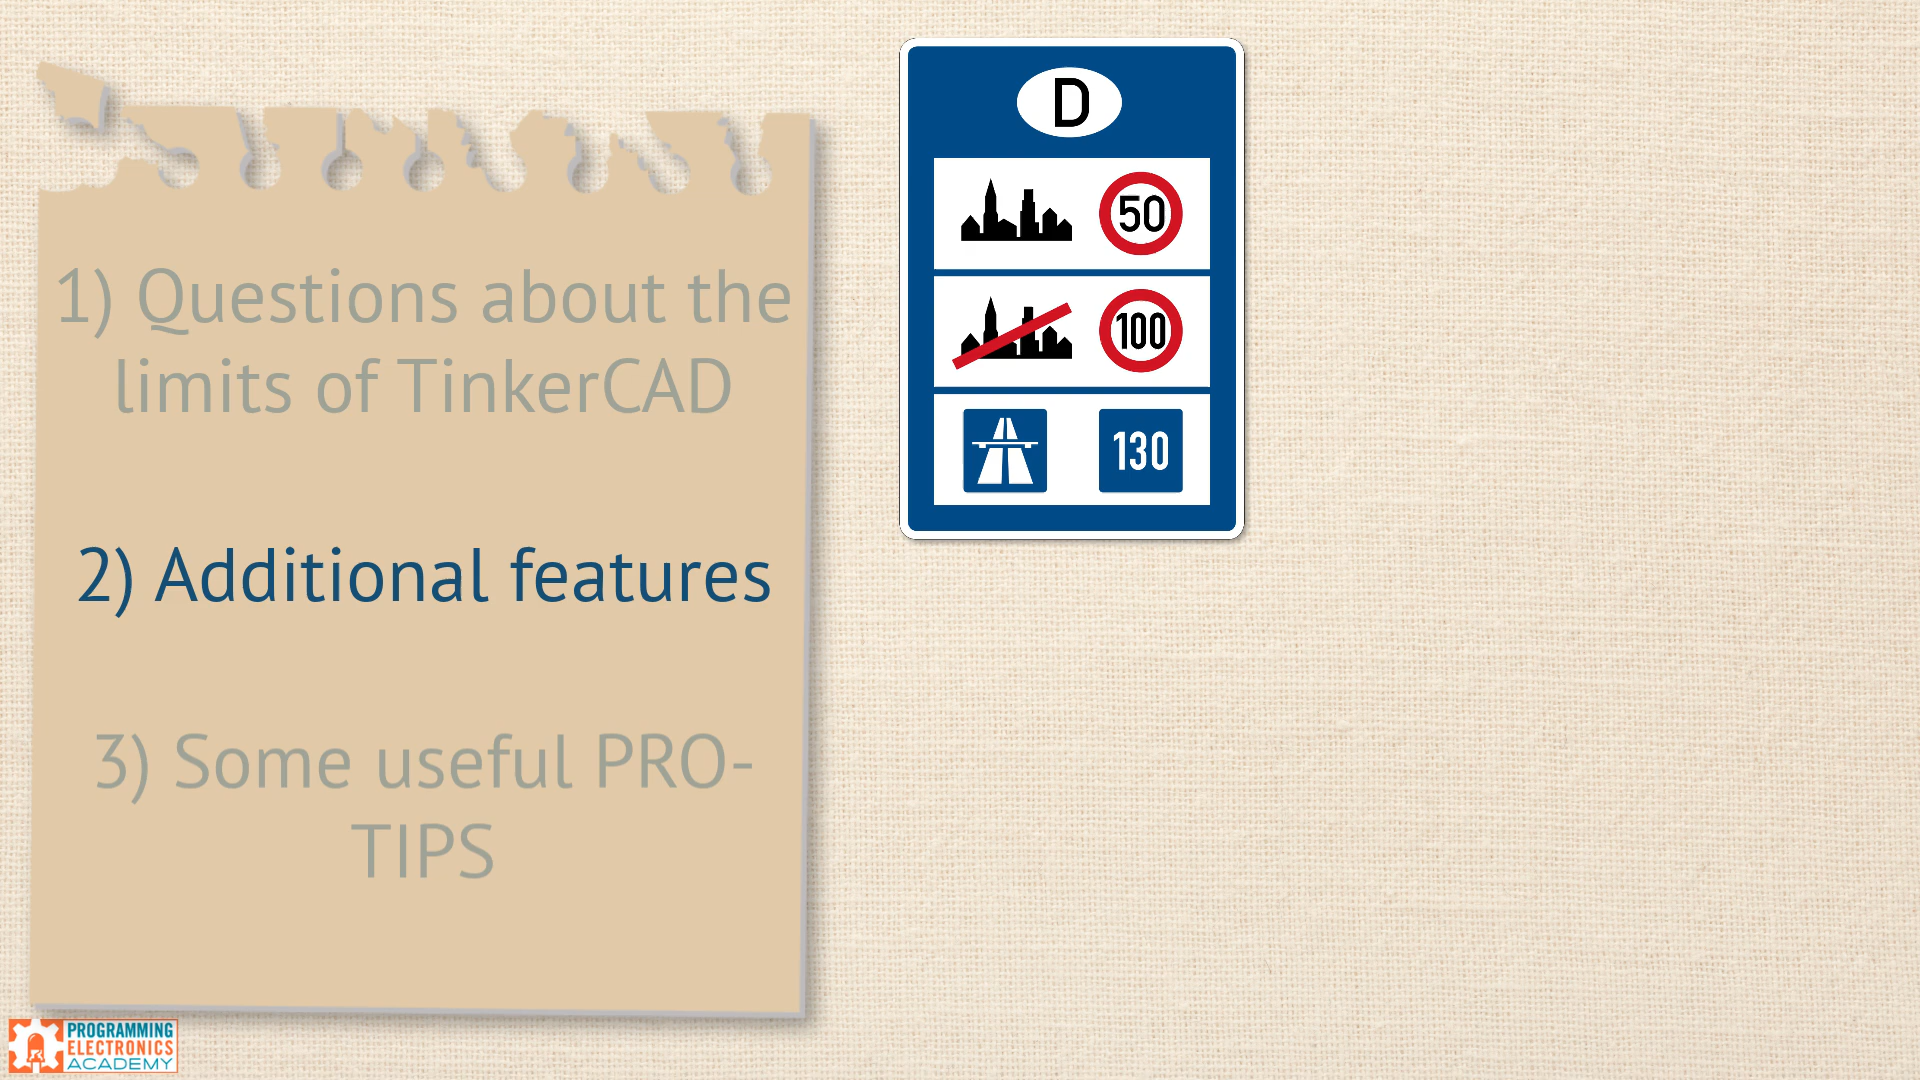 1) Questions about the
limits of TinkerCAD
2) Additional features
3) Some useful PRO-
TIPS
D
50
100
130
PROGRAMMING
ELECTRONICS
ACADEMY